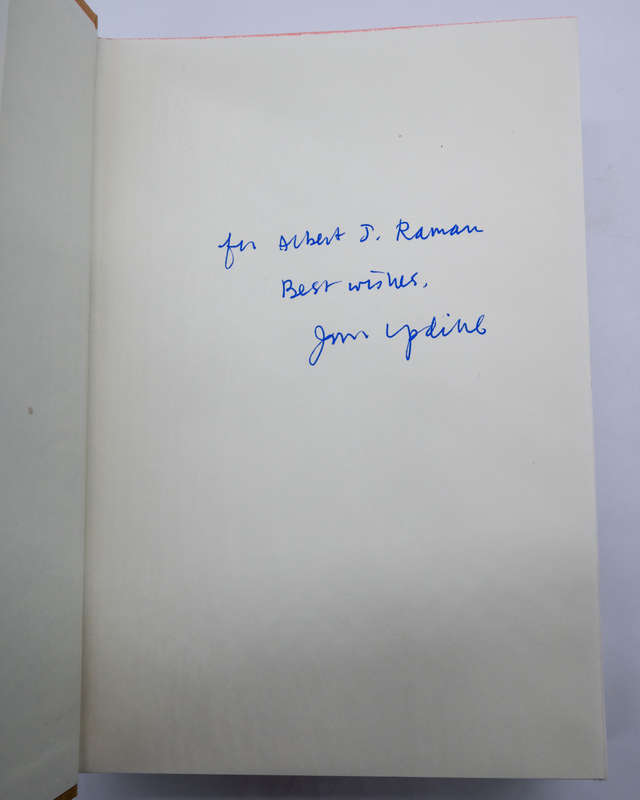 for Albert J. Raman
Best wishes,
John Updike